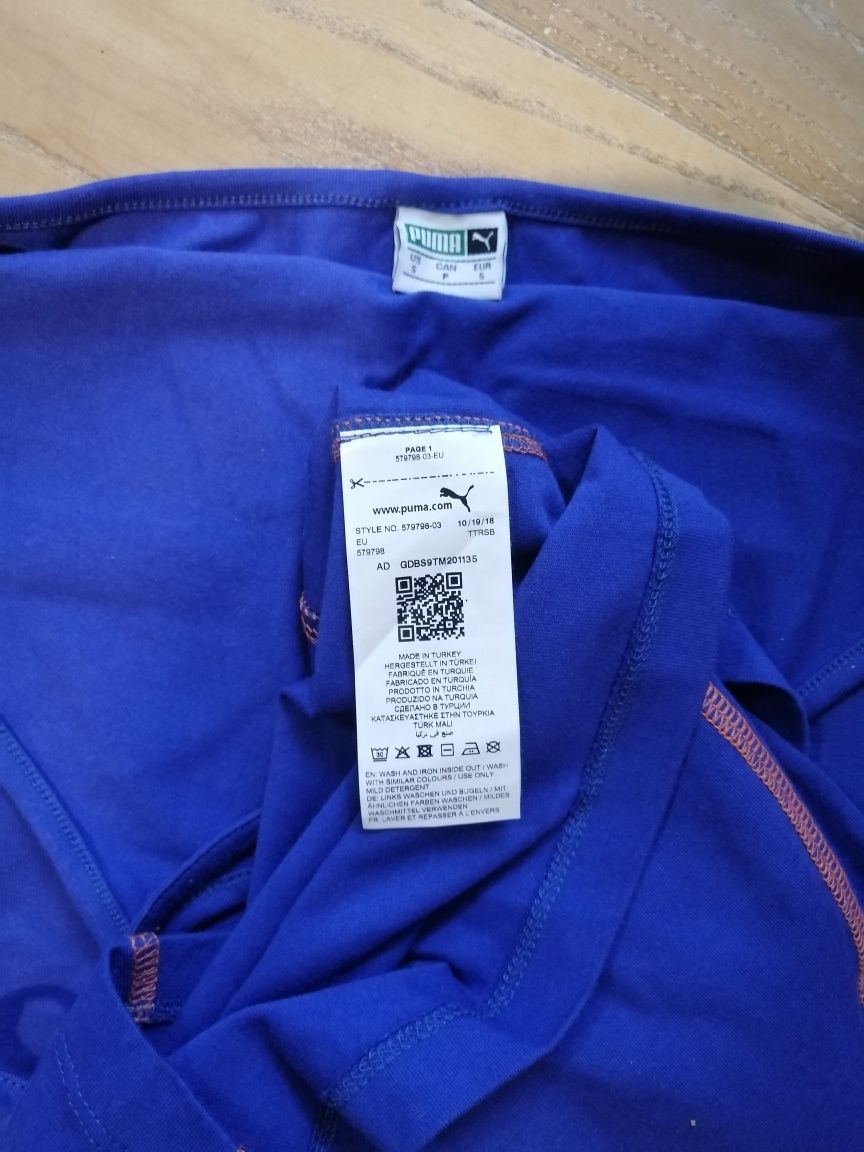 PUMA
US CAN EUR
S P S
PAGE 1
579798-03-EU
www.puma.com
STYLE NO. 579798-03 10/19/18
EU TTRSB
579798
AD GDBS9TM201135
MADE IN TURKEY
HERGESTELLT IN TÜRKEI
FABRIQUÉ EN TURQUIE
FABRICADO EN TURQUÍA
PRODOTTO IN TURCHIA
PRODUZIDO NA TURQUIA
СДЕЛАНО В ТУРЦИИ
ΚΑΤΑΣΚΕΥΑΣΤΗΚΕ ΣΤΗΝ ΤΟΥΡΚΙΑ
TÜRK MALI
صنع في تركيا
30
EN: WASH AND IRON INSIDE OUT / WASH
WITH SIMILAR COLOURS / USE ONLY
MILD DETERGENT
DE: LINKS WASCHEN UND BÜGELN / MIT
ÄHNLICHEN FARBEN WASCHEN / MILDES
WASCHMITTEL VERWENDEN
FR: LAVER ET REPASSER À L'ENVERS